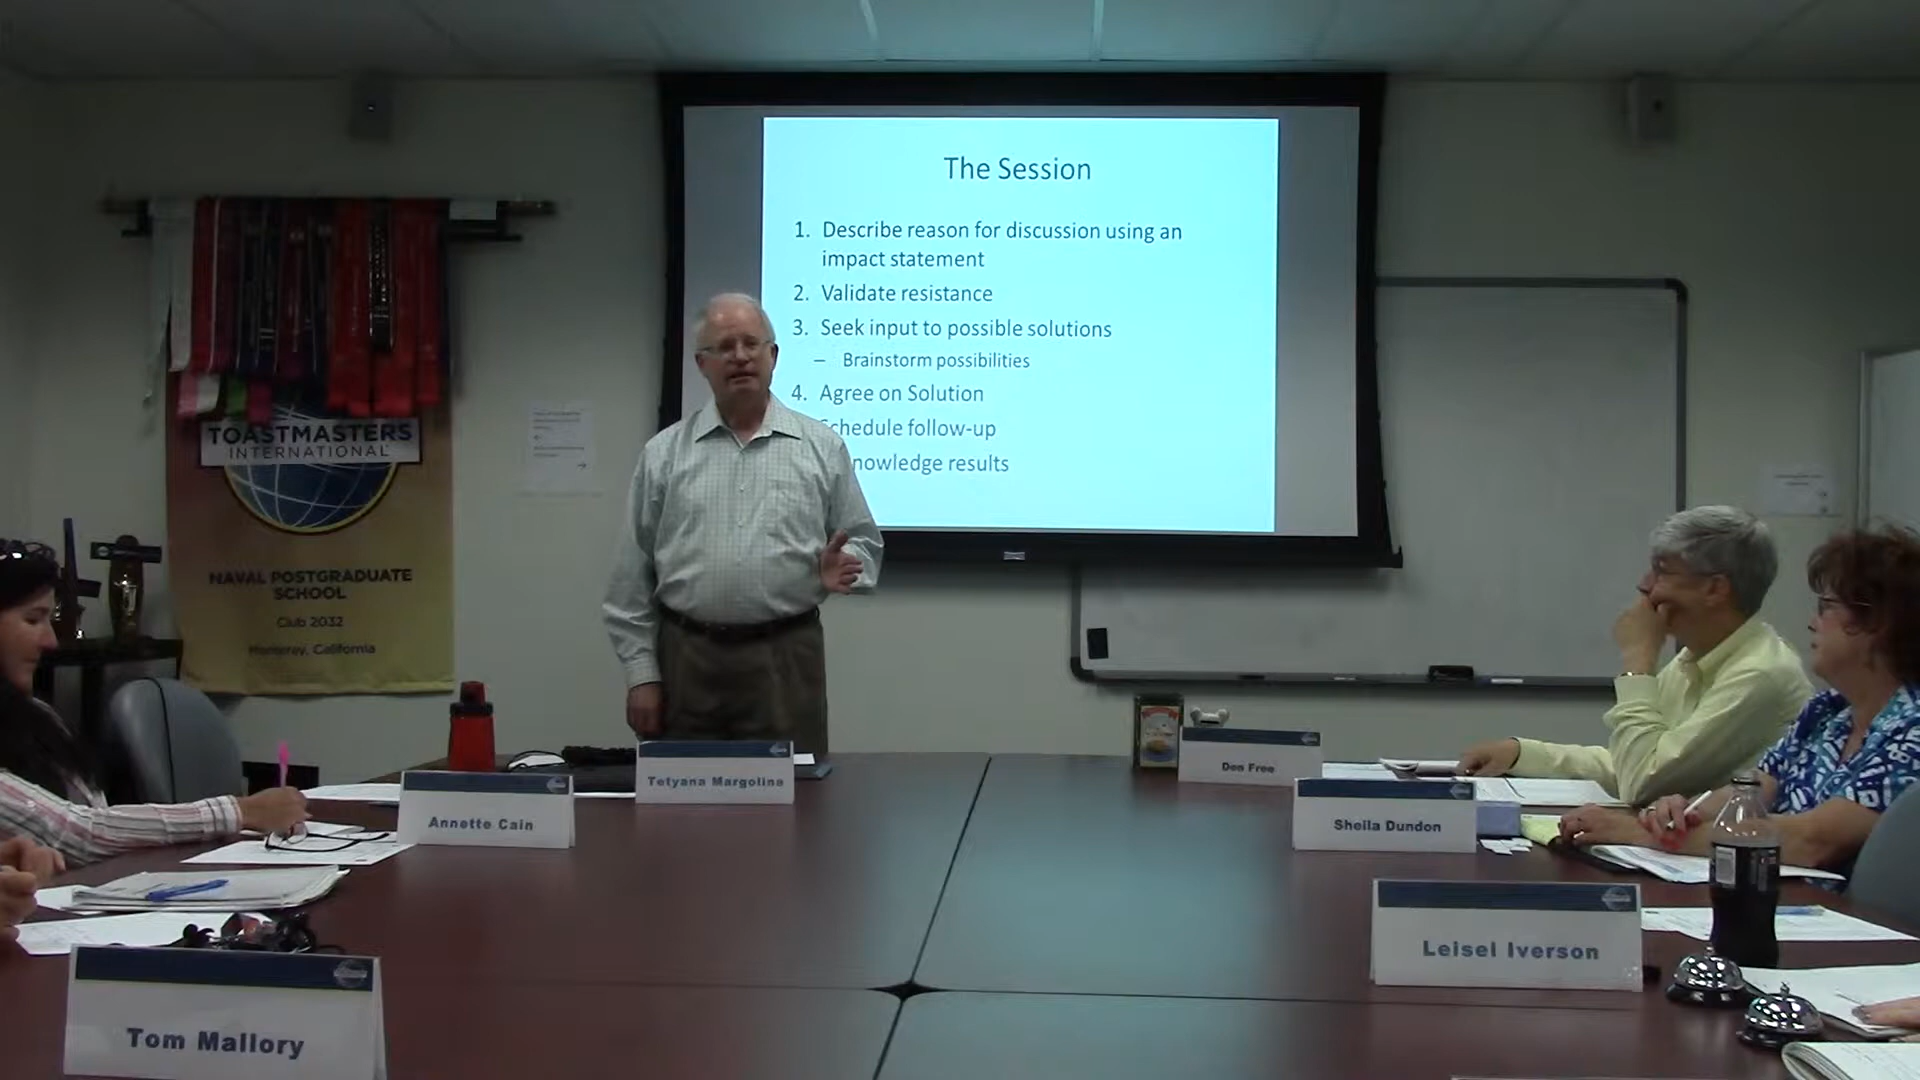 The Session
1. Describe reason for discussion using an
impact statement
2. Validate resistance
3. Seek input to possible solutions
– Brainstorm possibilities
4. Agree on Solution
Schedule follow-up
nowledge results
TOASTMASTERS
INTERNATIONAL
NAVAL POSTGRADUATE
SCHOOL
Club 2032
Monterey, California
Tetyana Margolina
Annette Cain
Tom Mallory
Don Free
Sheila Dundon
Leisel Iverson